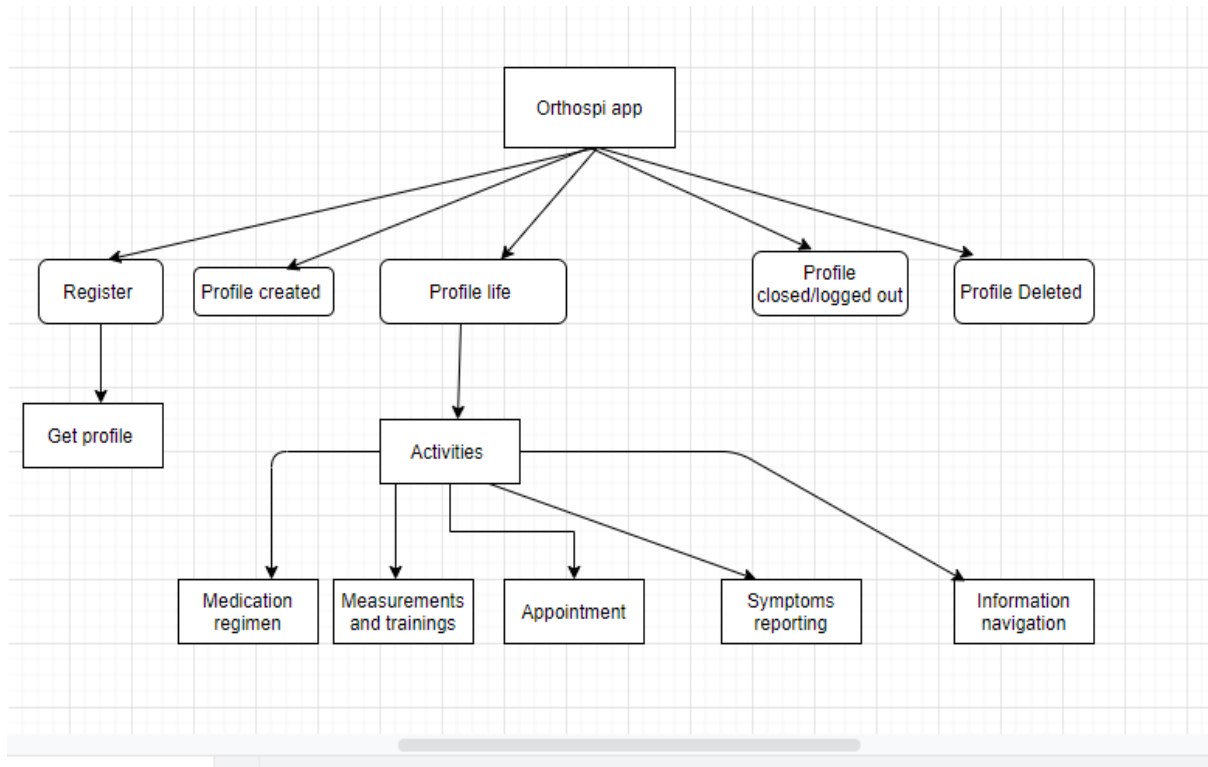 Orthospi app
Register
Profile created
Profile life
Profile
closed/logged out
Profile Deleted
Get profile
Activities
Medication
regimen
Measurements
and trainings
Appointment
Symptoms
reporting
Information
navigation